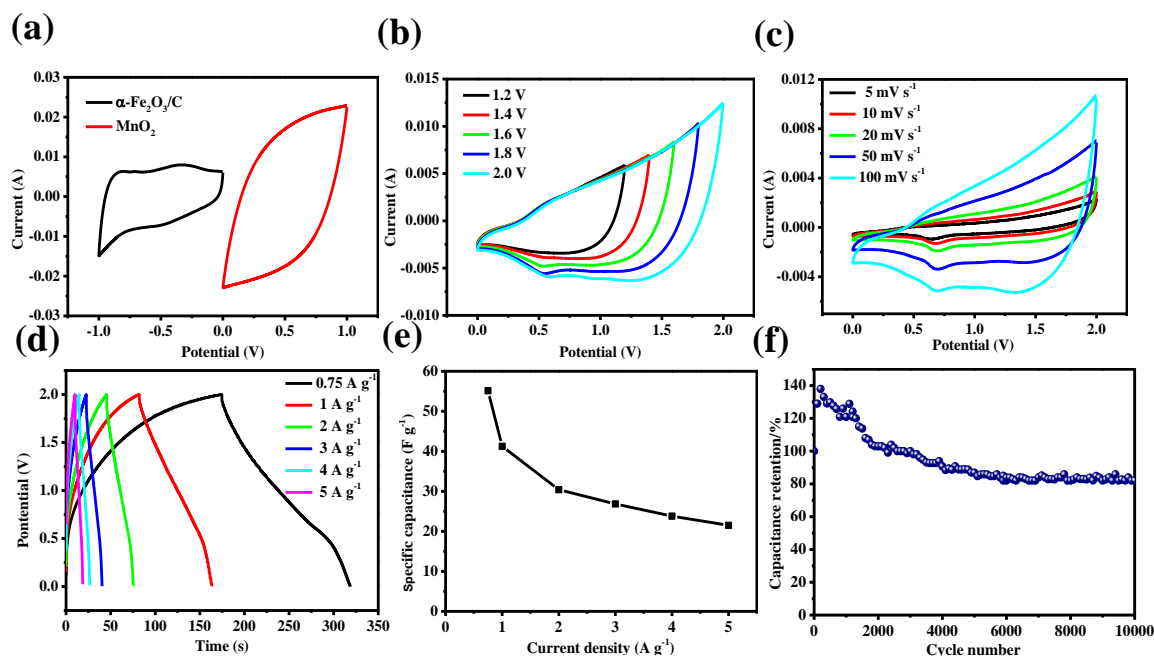 (a)
0.03
0.02
0.01
0.00
-0.01
-0.02
-0.03
Current (A)
α-Fe₂O₃/C
MnO₂
-1.0
-0.5
0.0
0.5
1.0
Potential (V)
(b)
0.015
0.010
0.005
0.000
-0.005
-0.010
Current (A)
1.2 V
1.4 V
1.6 V
1.8 V
2.0 V
0.0
0.5
1.0
1.5
2.0
Potential (V)
(c)
0.012
0.008
0.004
0.000
-0.004
Current (A)
5 mV s⁻¹
10 mV s⁻¹
20 mV s⁻¹
50 mV s⁻¹
100 mV s⁻¹
0.0
0.5
1.0
1.5
2.0
Potential (V)
(d)
2.0
1.5
1.0
0.5
0.0
Pontential (V)
0.75 A g⁻¹
1 A g⁻¹
2 A g⁻¹
3 A g⁻¹
4 A g⁻¹
5 A g⁻¹
0
50
100
150
200
250
300
350
Time (s)
(e)
60
50
40
30
20
10
0
Specific capacitance (F g⁻¹)
0
1
2
3
4
5
Current density (A g⁻¹)
(f)
140
120
100
80
60
40
20
0
Capacitance retention/%
0
2000
4000
6000
8000
10000
Cycle number